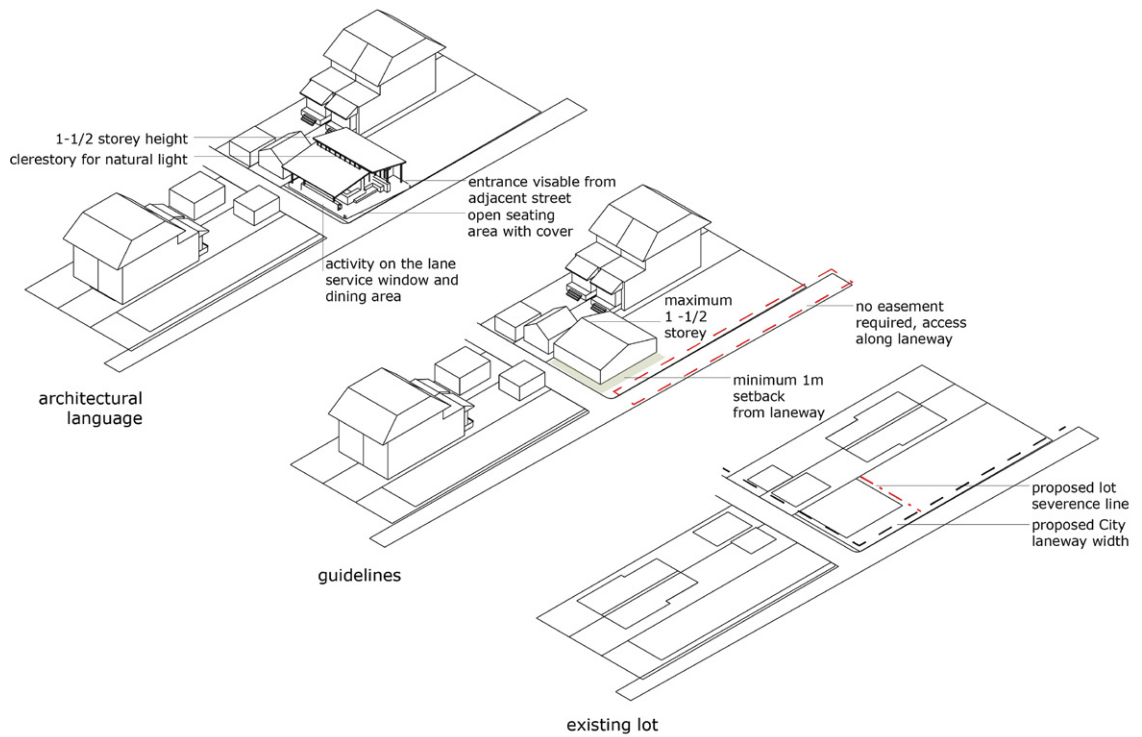 1-1/2 storey height
clerestory for natural light
entrance visable from
adjacent street
open seating
area with cover
activity on the lane
service window and
dining area
architectural
language
maximum
1 -1/2
storey
no easement
required, access
along laneway
minimum 1m
setback
from laneway
guidelines
proposed lot
severence line
proposed City
laneway width
existing lot